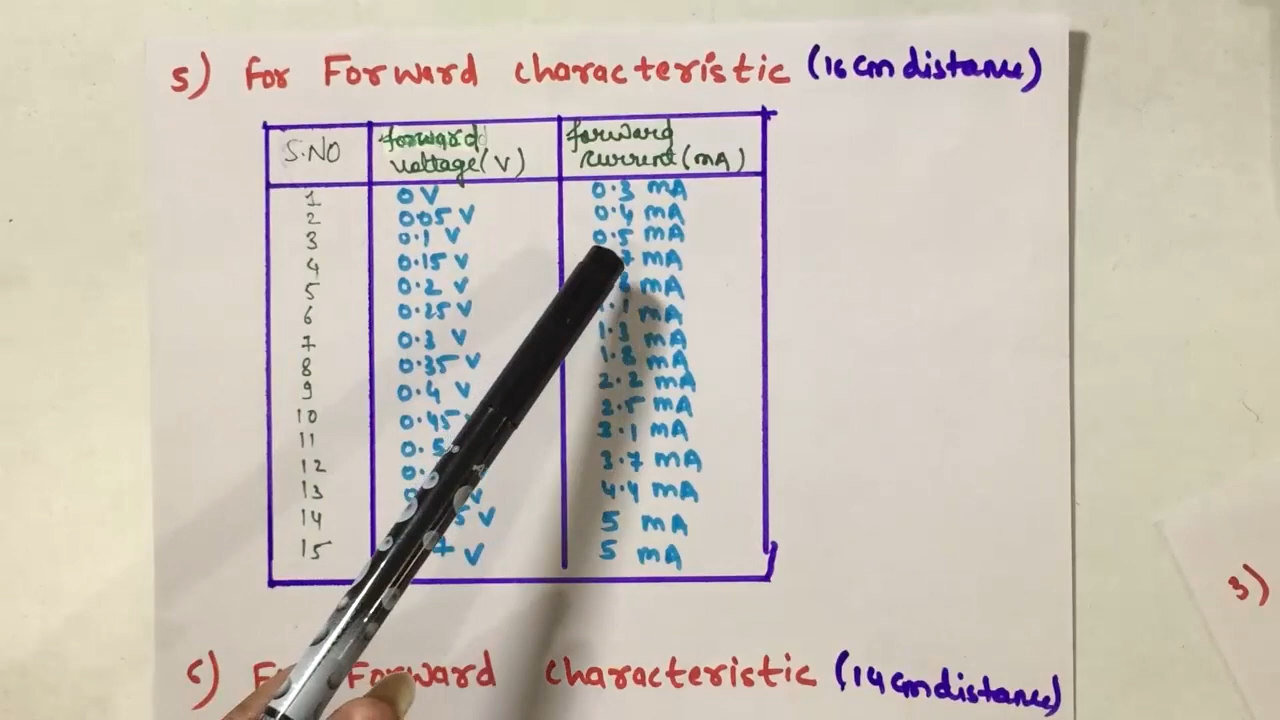 5) For Forward characteristic (16 cm distance)
S.NO forward voltage(V) forward current(mA)
1 0 V 0.3 mA
2 0.05 V 0.4 mA
3 0.1 V 0.5 mA
4 0.15 V mA
5 0.2 V mA
6 0.25 V mA
7 0.3 V 1.3 mA
8 0.35 V 1.8 mA
9 0.4 V 2.2 mA
10 0.45 2.5 mA
11 3.1 mA
12 3.7 mA
13 V 4.4 mA
14 V 5 mA
15 V 5 mA
c) Forward characteristic (14 cm distance)
3)